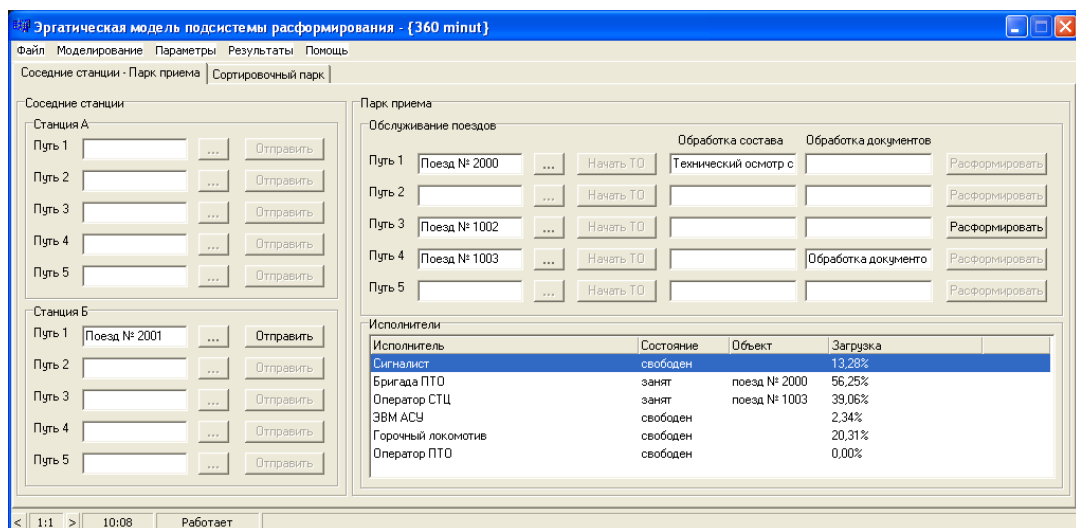 Эргатическая модель подсистемы расформирования - {360 minut}
Файл Моделирование Параметры Результаты Помощь
Соседние станции - Парк приема Сортировочный парк
Соседние станции
Станция А
Путь 1 ... Отправить
Путь 2 ... Отправить
Путь 3 ... Отправить
Путь 4 ... Отправить
Путь 5 ... Отправить
Станция Б
Путь 1 Поезд № 2001 ... Отправить
Путь 2 ... Отправить
Путь 3 ... Отправить
Путь 4 ... Отправить
Путь 5 ... Отправить
Парк приема
Обслуживание поездов
Обработка состава Обработка документов
Путь 1 Поезд № 2000 ... Начать ТО Технический осмотр с Расформировать
Путь 2 ... Начать ТО Расформировать
Путь 3 Поезд № 1002 ... Начать ТО Расформировать
Путь 4 Поезд № 1003 ... Начать ТО Обработка документо Расформировать
Путь 5 ... Начать ТО Расформировать
Исполнители
Исполнитель Состояние Объект Загрузка
Сигналист свободен 13,28%
Бригада ПТО занят поезд № 2000 56,25%
Оператор СТЦ занят поезд № 1003 39,06%
ЭВМ АСУ свободен 2,34%
Горочный локомотив свободен 20,31%
Оператор ПТО свободен 0,00%
< 1:1 > 10:08 Работает